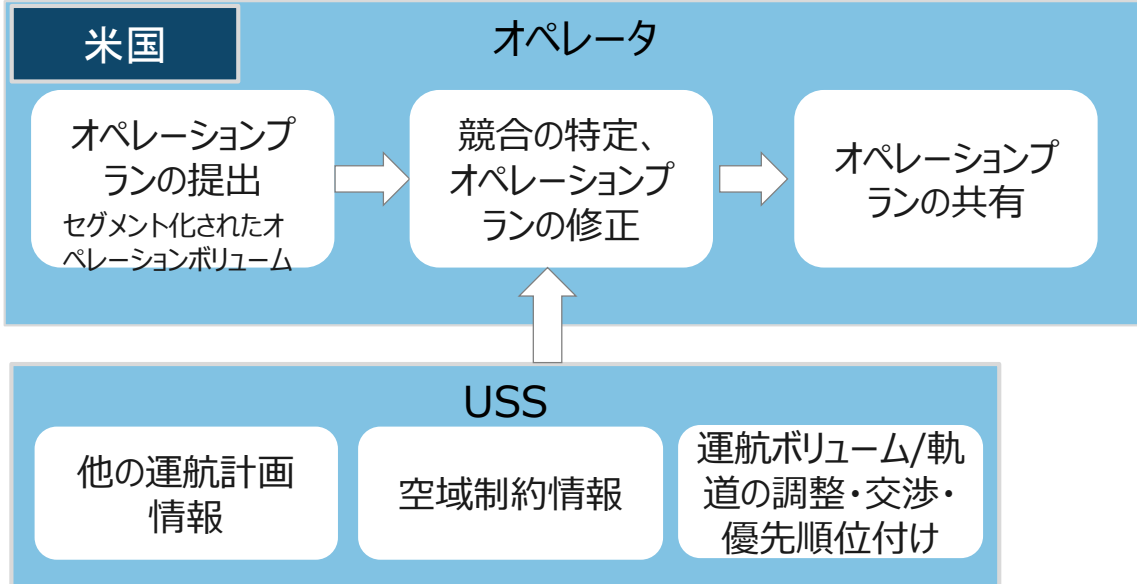 米国
オペレータ
オペレーションプ
ランの提出
セグメント化されたオ
ペレーションボリューム
競合の特定、
オペレーションプ
ランの修正
オペレーションプ
ランの共有
USS
他の運航計画
情報
空域制約情報
運航ボリューム/軌
道の調整・交渉・
優先順位付け